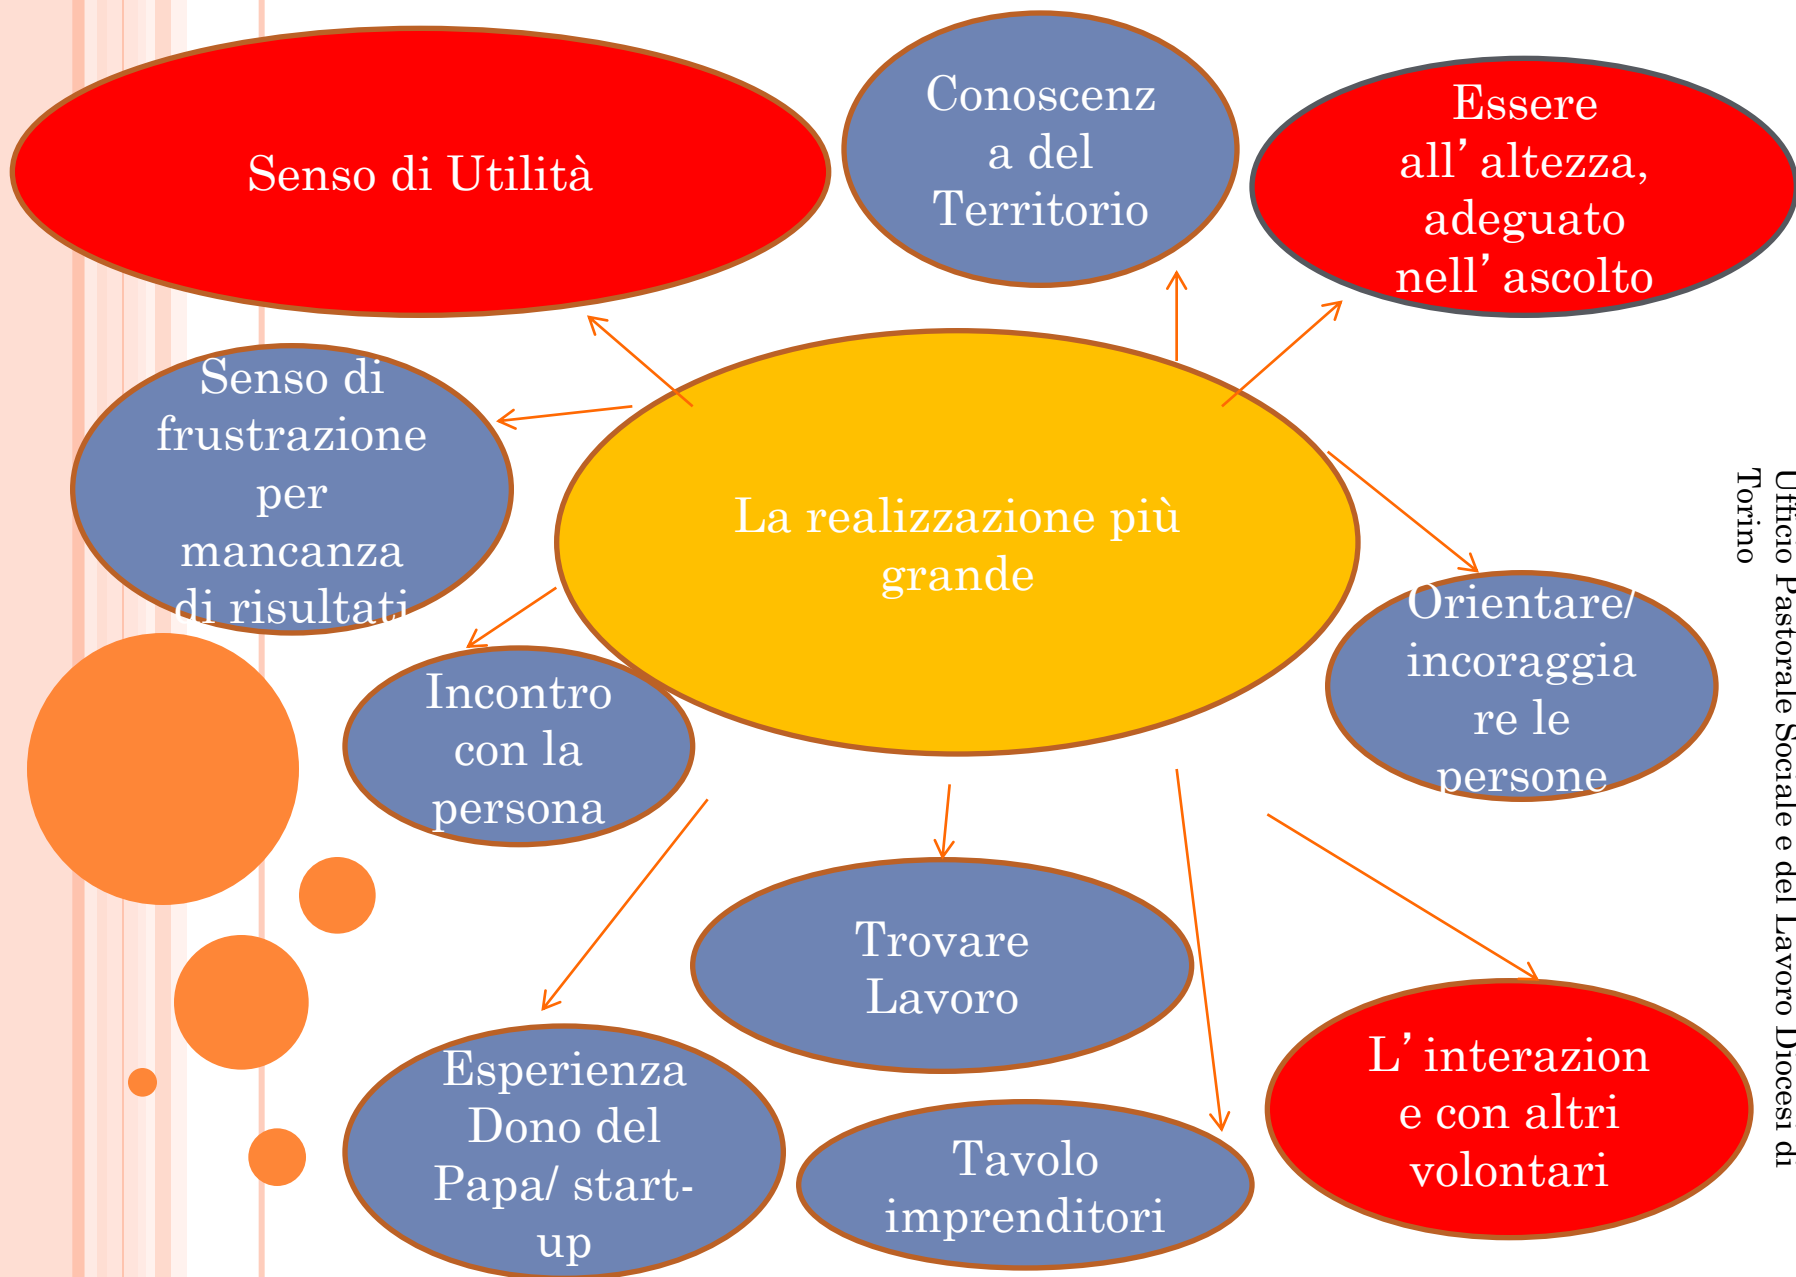 Senso di Utilità
Conoscenz
a del
Territorio
Essere
all’altezza,
adeguato
nell’ascolto
Senso di
frustrazione
per
mancanza
di risultati
La realizzazione più
grande
Orientare/
incoraggia
re le
persone
Incontro
con la
persona
Trovare
Lavoro
Esperienza
Dono del
Papa/ start-
up
Tavolo
imprenditori
L’interazion
e con altri
volontari
Ufficio Pastorale Sociale e del Lavoro Diocesi di
Torino